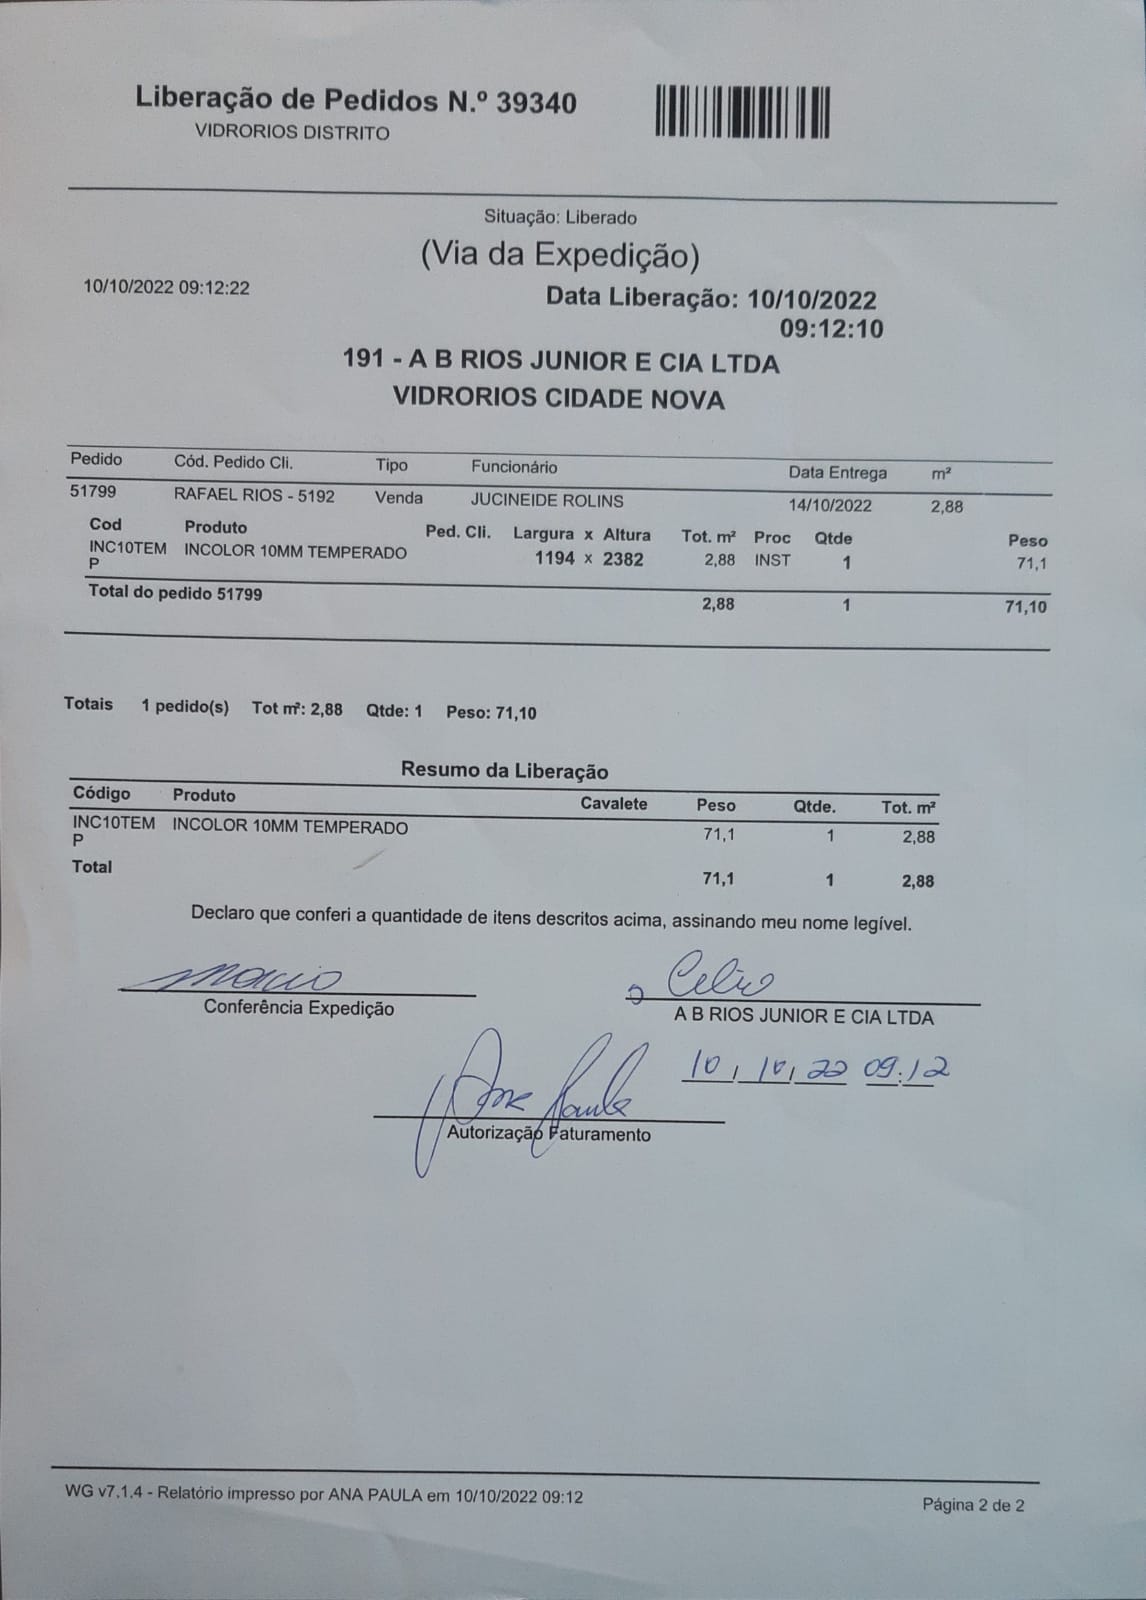 Liberação de Pedidos N.º 39340
VIDRORIOS DISTRITO
Situação: Liberado
(Via da Expedição)
10/10/2022 09:12:22
Data Liberação: 10/10/2022
09:12:10
191 - A B RIOS JUNIOR E CIA LTDA
VIDRORIOS CIDADE NOVA
Pedido Cód. Pedido Cli. Tipo Funcionário Data Entrega m²
51799 RAFAEL RIOS - 5192 Venda JUCINEIDE ROLINS 14/10/2022 2,88
Cod Produto Ped. Cli. Largura x Altura Tot. m² Proc Qtde Peso
INC10TEM INCOLOR 10MM TEMPERADO 1194 x 2382 2,88 INST 1 71,1
P
Total do pedido 51799 2,88 1 71,10
Totais 1 pedido(s) Tot m²: 2,88 Qtde: 1 Peso: 71,10
Resumo da Liberação
Código Produto Cavalete Peso Qtde. Tot. m²
INC10TEM INCOLOR 10MM TEMPERADO 71,1 1 2,88
P
Total 71,1 1 2,88
Declaro que conferi a quantidade de itens descritos acima, assinando meu nome legível.
Marcio Celio
Conferência Expedição A B RIOS JUNIOR E CIA LTDA
10, 10, 22 09:12
Ana Paula
Autorização Faturamento
WG v7.1.4 - Relatório impresso por ANA PAULA em 10/10/2022 09:12
Página 2 de 2